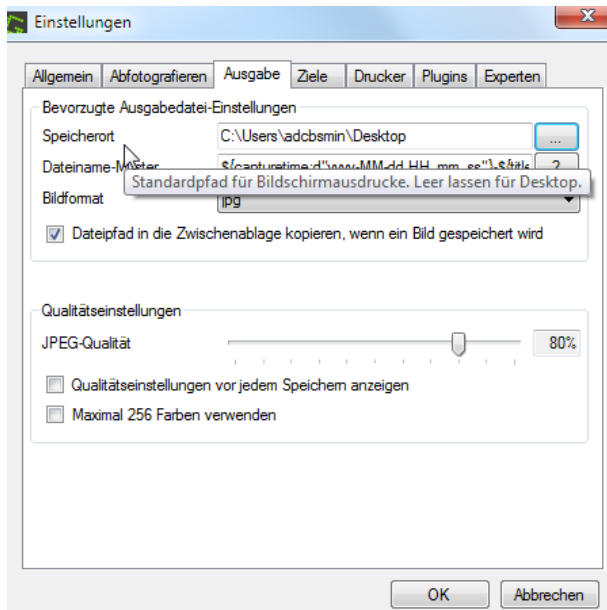 Einstellungen
Allgemein Abfotografieren Ausgabe Ziele Drucker Plugins Experten
Bevorzugte Ausgabedatei-Einstellungen
Speicherort C:\Users\adcbsmin\Desktop ...
Dateiname-Muster ?
Standardpfad für Bildschirmausdrucke. Leer lassen für Desktop.
Bildformat jpg
Dateipfad in die Zwischenablage kopieren, wenn ein Bild gespeichert wird
Qualitätseinstellungen
JPEG-Qualität 80%
Qualitätseinstellungen vor jedem Speichern anzeigen
Maximal 256 Farben verwenden
OK Abbrechen